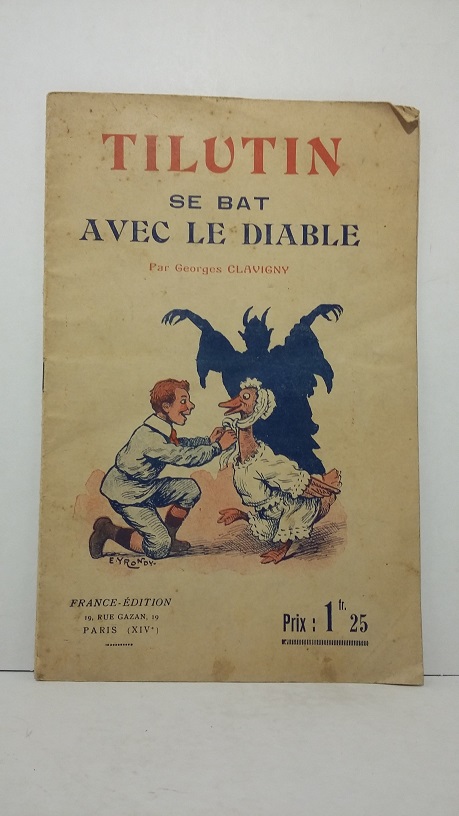 TILUTIN
SE BAT
AVEC LE DIABLE
Par Georges CLAVIGNY
E. YRONDY.
FRANCE-ÉDITION
19, RUE GAZAN, 19
PARIS (XIVᵉ)
Prix : 1 fr. 25